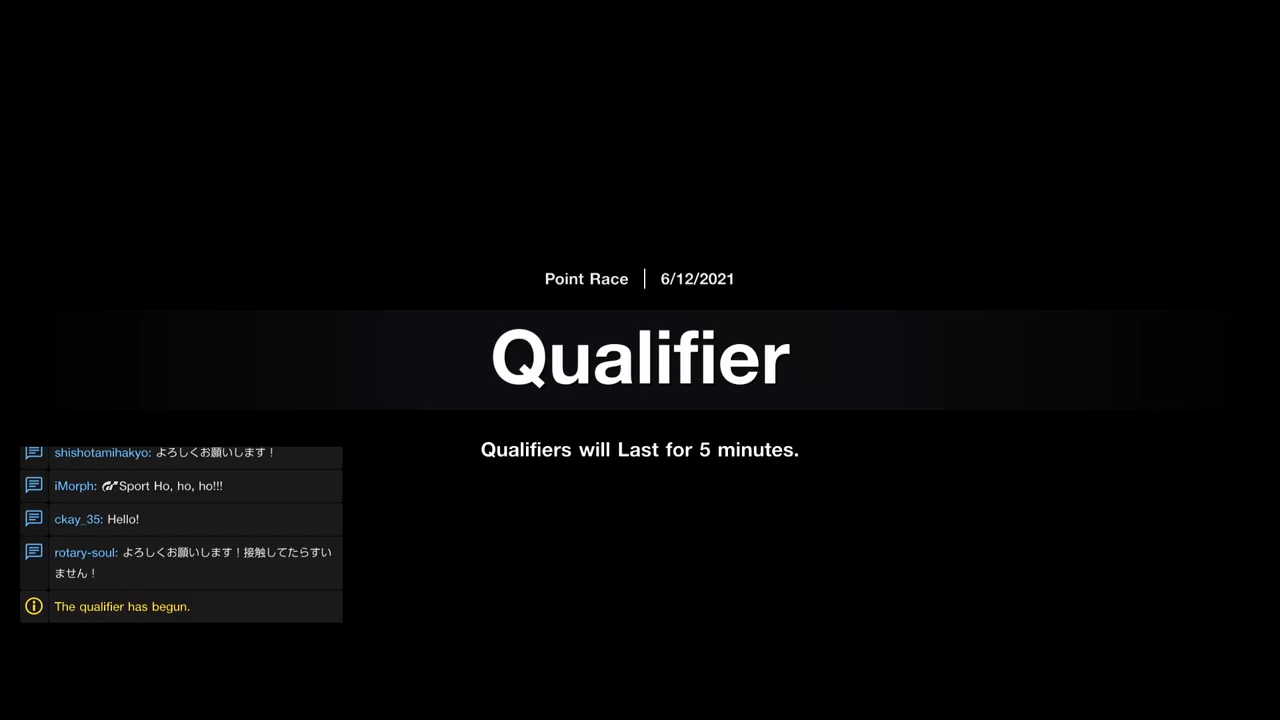 Point Race | 6/12/2021
Qualifier
Qualifiers will Last for 5 minutes.
shishotamihakyo: よろしくお願いします！
iMorph: GT Sport Ho, ho, ho!!!
ckay_35: Hello!
rotary-soul: よろしくお願いします！接触してたらすい
ません！
The qualifier has begun.